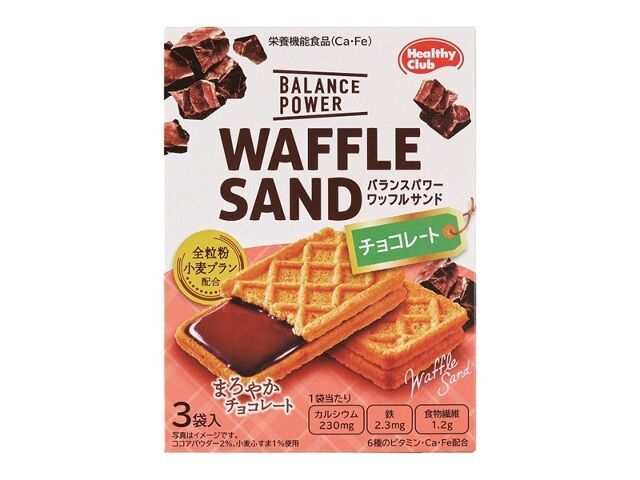 栄養機能食品(Ca・Fe)
Healthy
Club
BALANCE
POWER
WAFFLE
SAND
バランスパワー
ワッフルサンド
チョコレート
全粒粉
小麦ブラン
配合
Waffle
Sand
まろやか
チョコレート
3袋入
写真はイメージです。
ココアパウダー2%、小麦ふすま1%使用
1袋当たり
カルシウム
230mg
鉄
2.3mg
食物繊維
1.2g
6種のビタミン・Ca・Fe配合